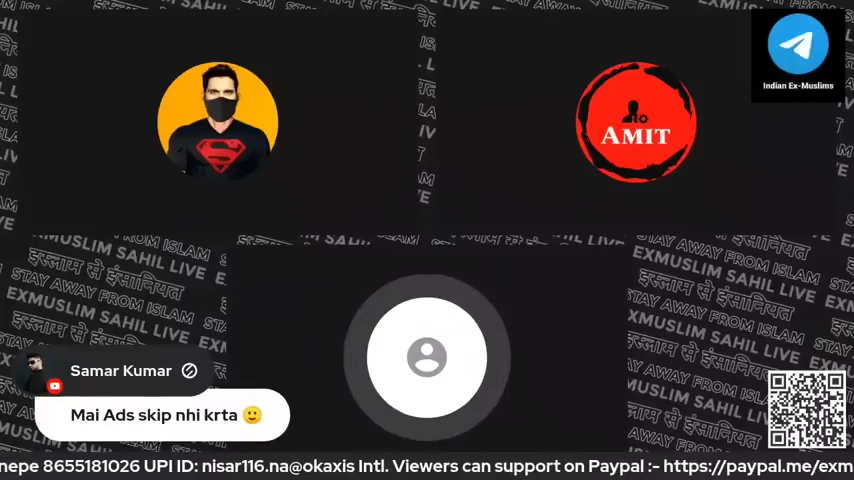 Indian Ex-Muslims
AMIT
EXMUSLIM SAHIL LIVE
इस्लाम से इंसानियत
STAY AWAY FROM ISLAM
Samar Kumar
Mai Ads skip nhi krta 🙂
nepe 8655181026 UPI ID: nisar116.na@okaxis Intl. Viewers can support on Paypal :- https://paypal.me/exm